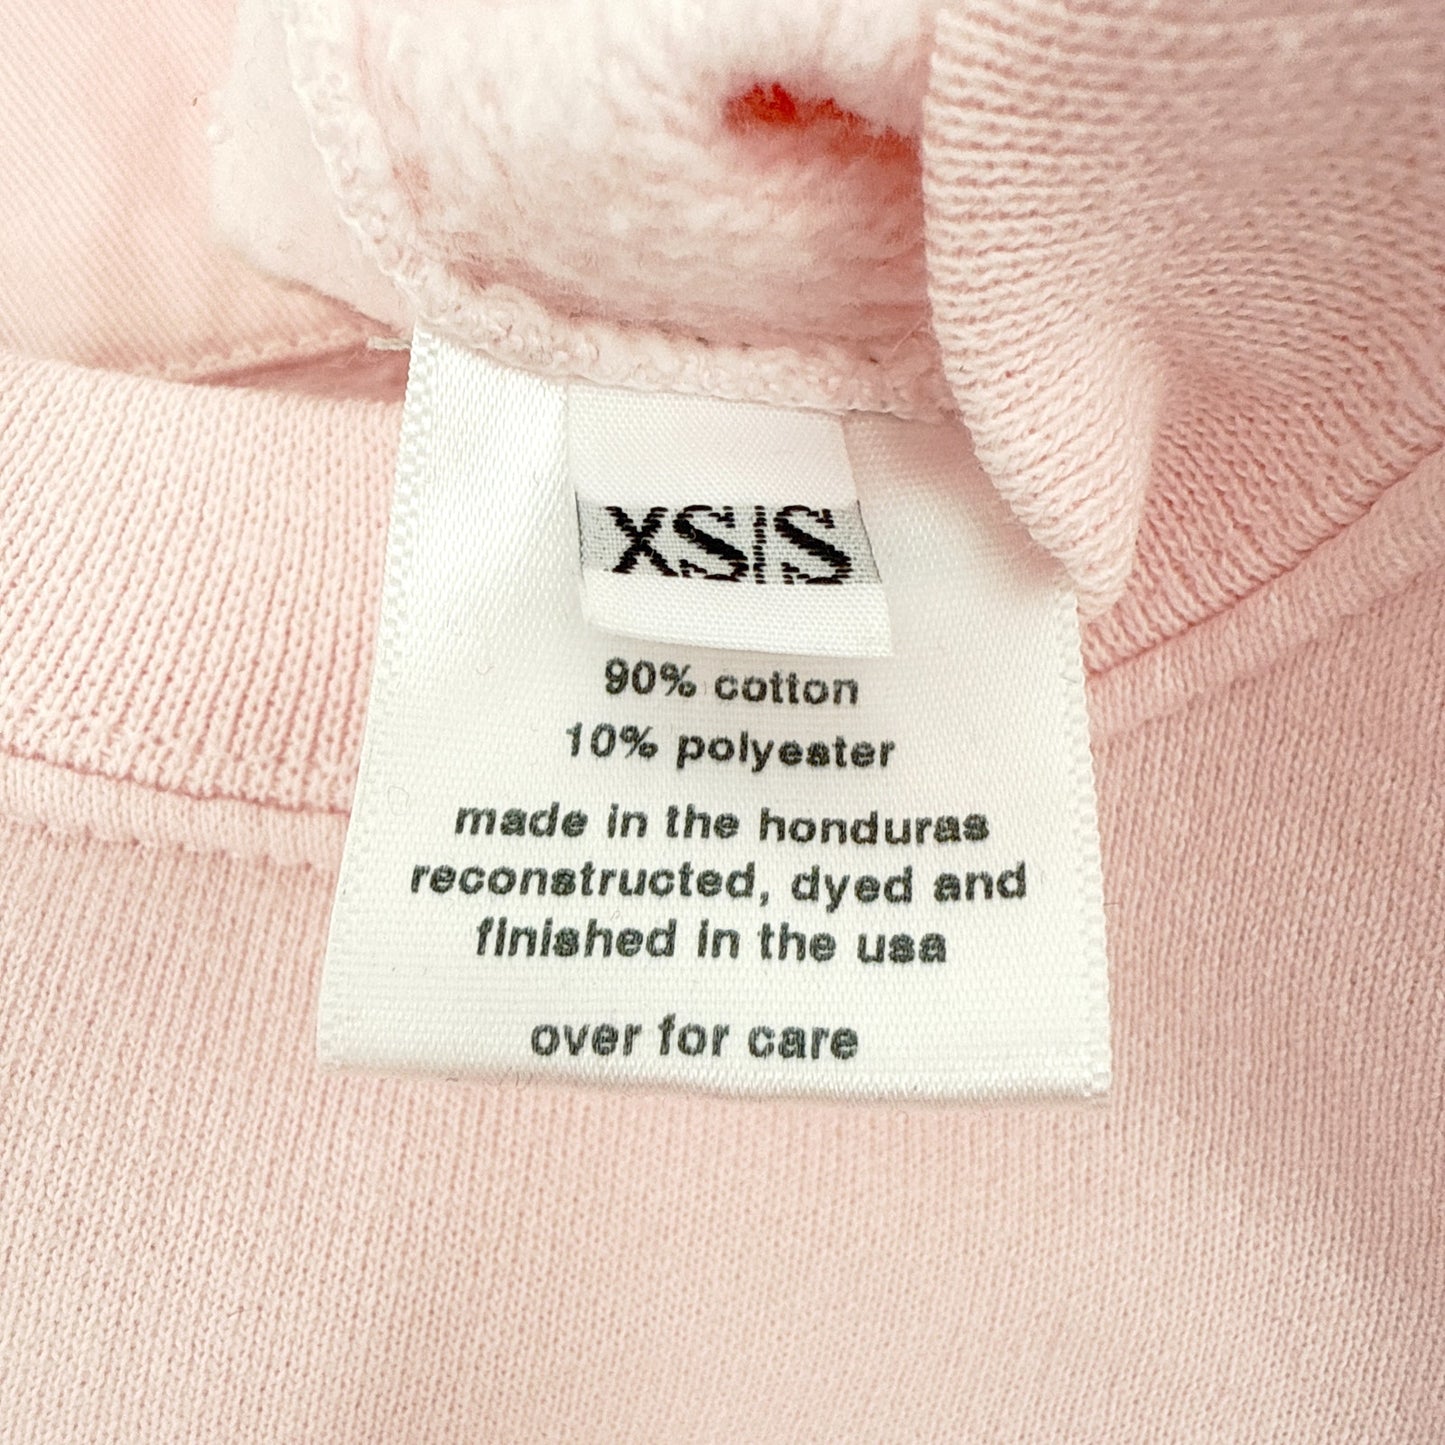 XS|S
90% cotton
10% polyester
made in the honduras
reconstructed, dyed and
finished in the usa
over for care